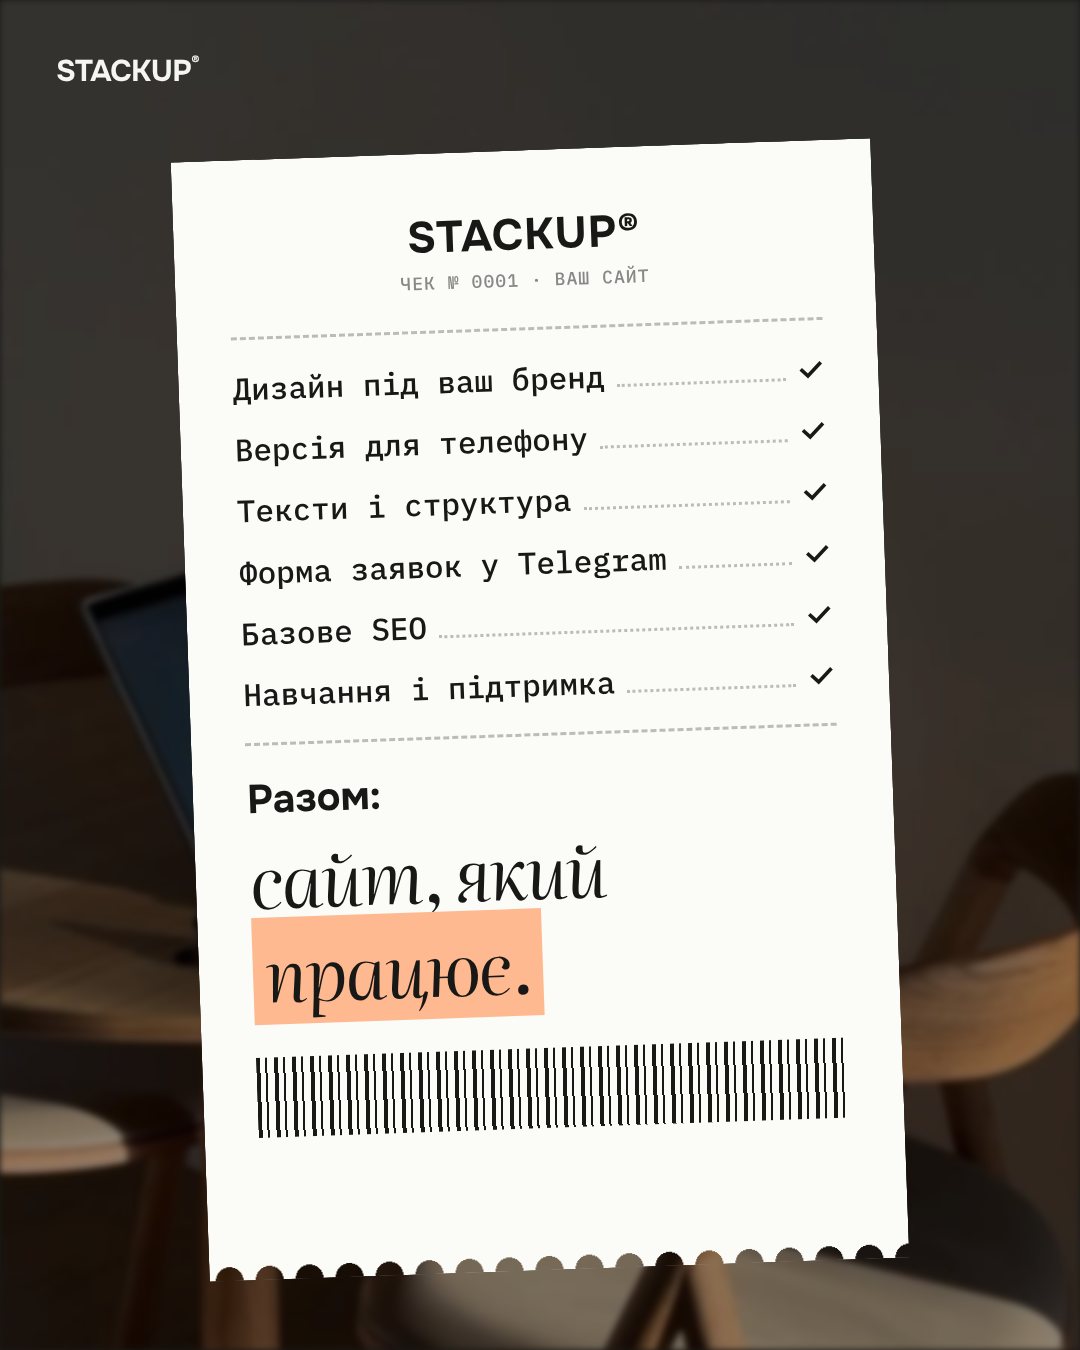 STACKUP®
STACKUP®
ЧЕК № 0001 · ВАШ САЙТ
Дизайн під ваш бренд
Версія для телефону
Тексти і структура
Форма заявок у Telegram
Базове SEO
Навчання і підтримка
Разом:
сайт, який
працює.